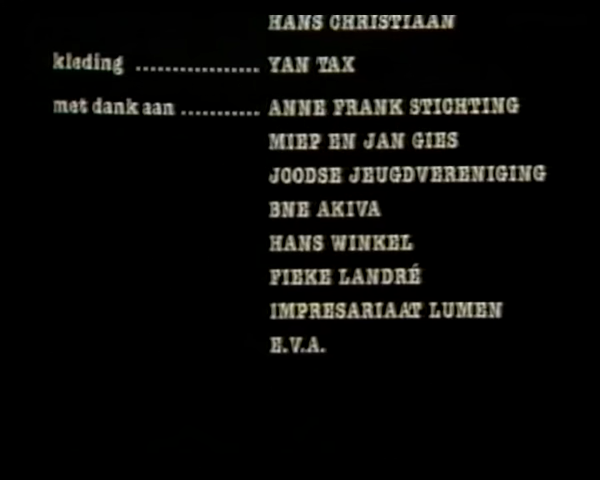 HANS CHRISTIAAN
kleding ................. YAN TAX
met dank aan ........... ANNE FRANK STICHTING
MIEP EN JAN GIES
JOODSE JEUGDVERENIGING
BNE AKIVA
HANS WINKEL
FIEKE LANDRÉ
IMPRESARIAAT LUMEN
E.V.A.